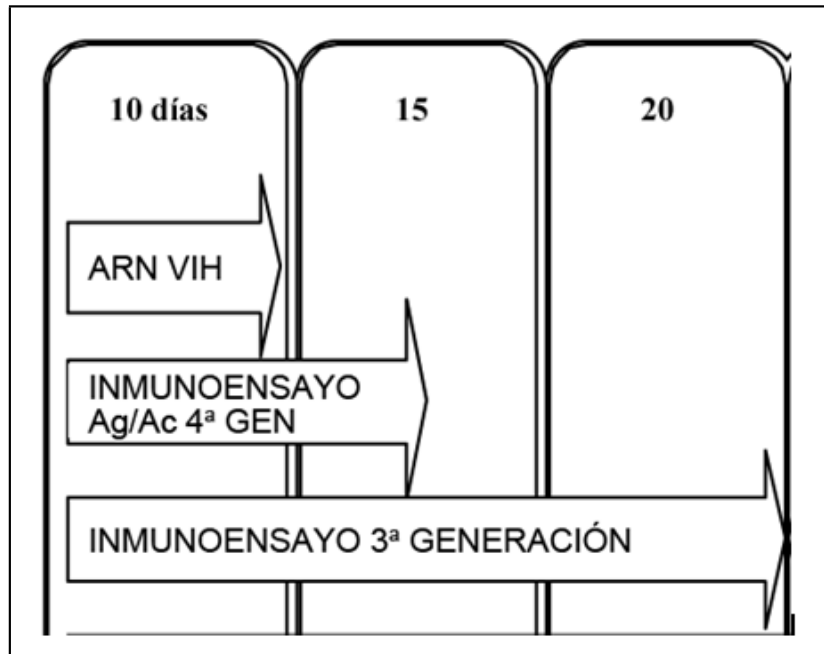 10 días 15 20
ARN VIH
INMUNOENSAYO
Ag/Ac 4ª GEN
INMUNOENSAYO 3ª GENERACIÓN